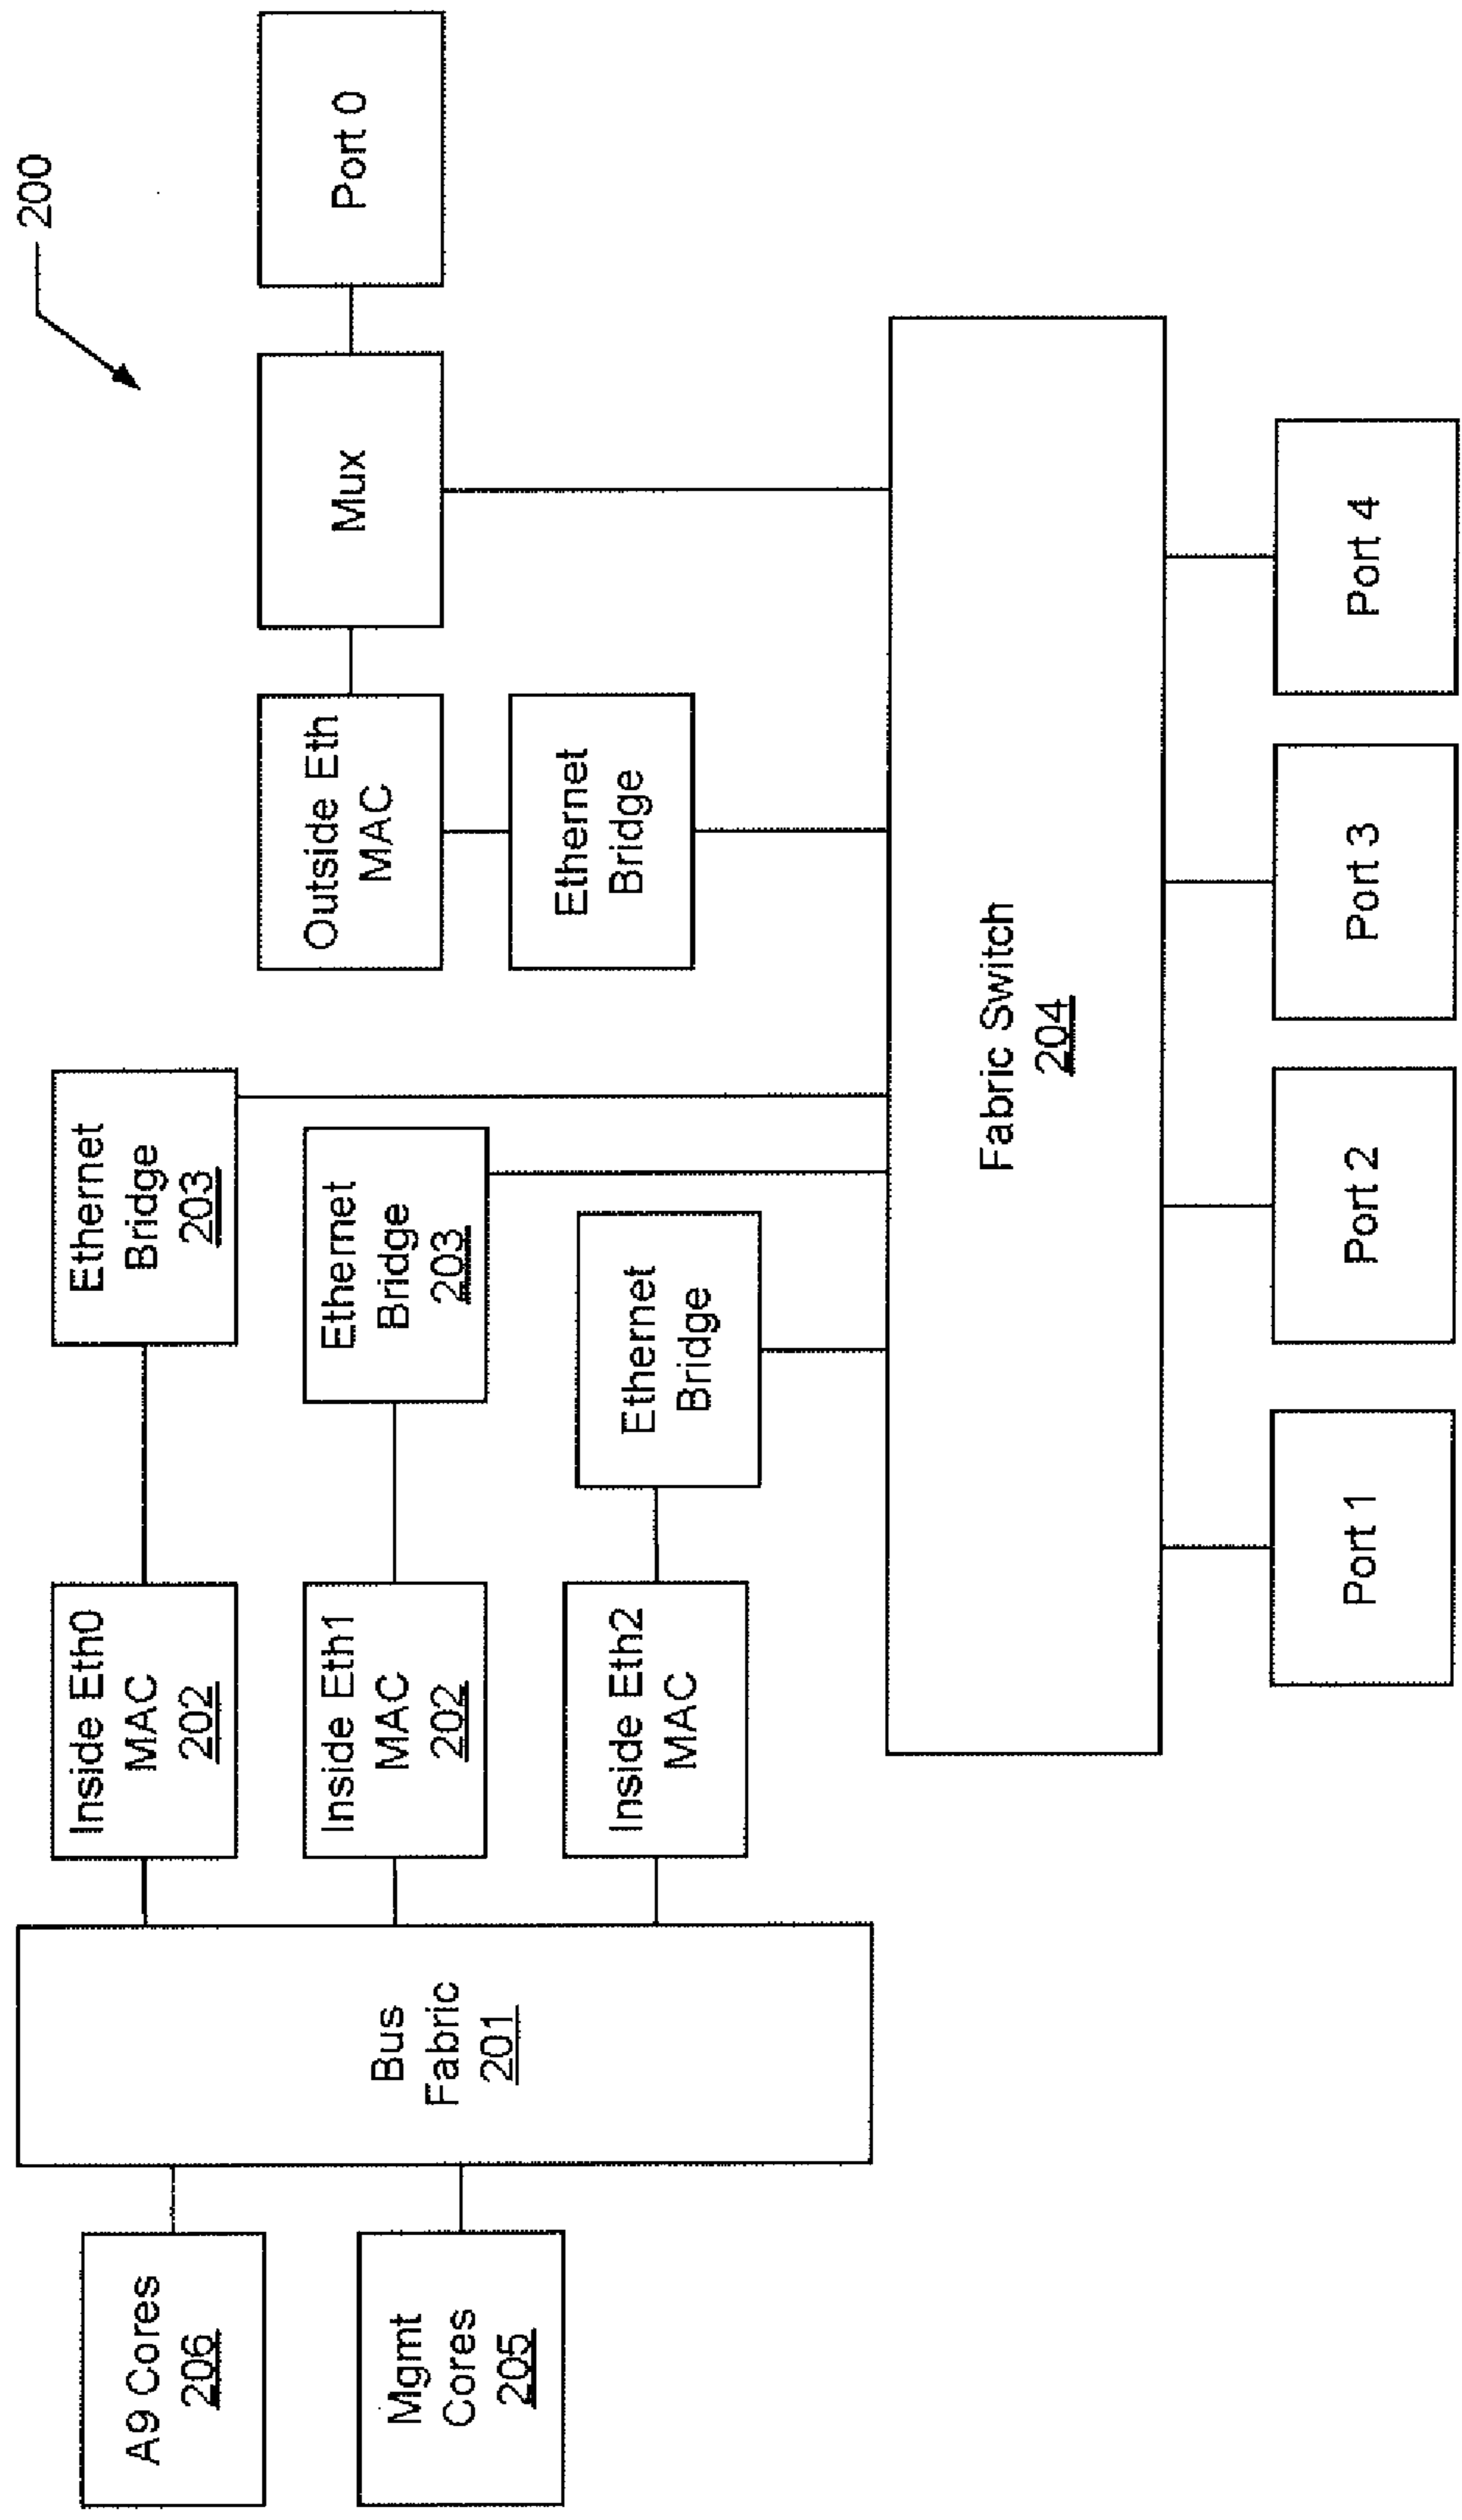 200
A9 Cores
206
Mgmt
Cores
205
Bus
Fabric
201
Inside Eth0
MAC
202
Inside Eth1
MAC
202
Inside Eth2
MAC
Ethernet
Bridge
203
Ethernet
Bridge
203
Ethernet
Bridge
Outside Eth
MAC
Ethernet
Bridge
Mux
Port 0
Fabric Switch
204
Port 1
Port 2
Port 3
Port 4